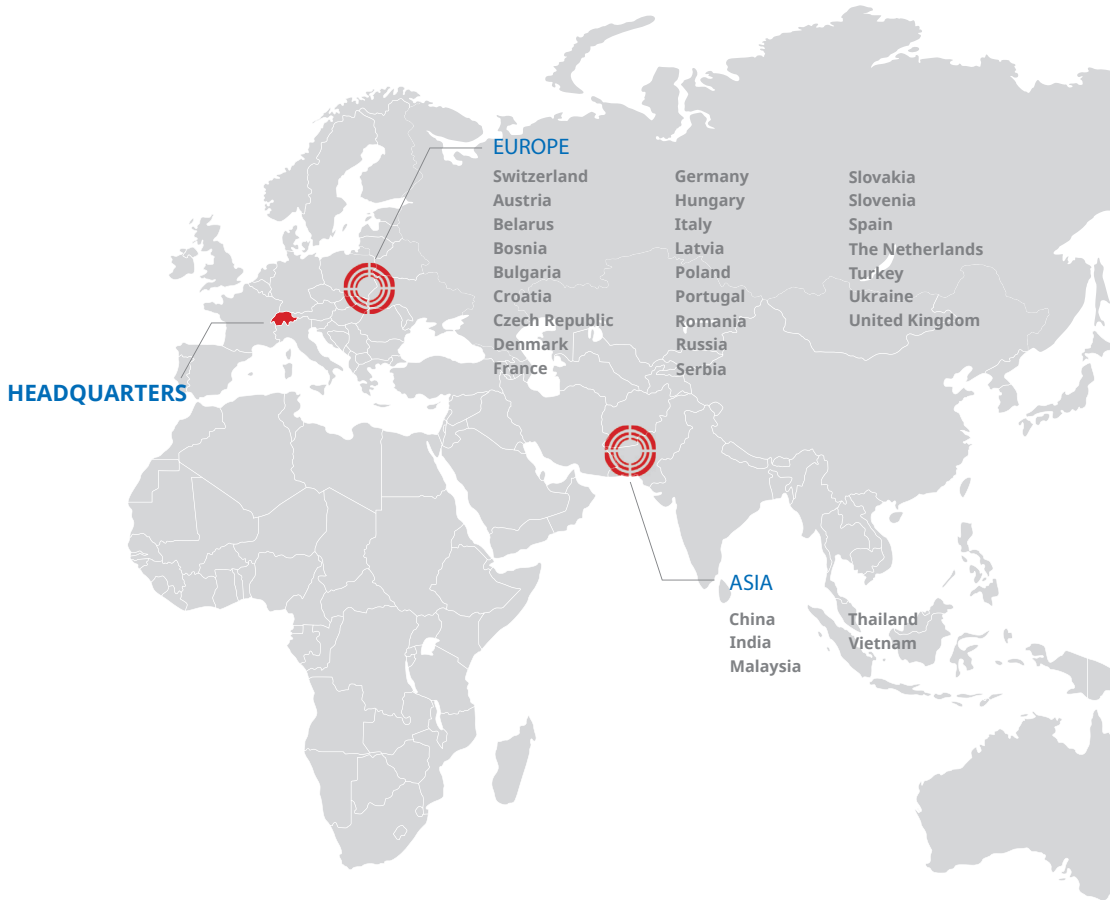 EUROPE
Switzerland
Austria
Belarus
Bosnia
Bulgaria
Croatia
Czech Republic
Denmark
France
Germany
Hungary
Italy
Latvia
Poland
Portugal
Romania
Russia
Serbia
Slovakia
Slovenia
Spain
The Netherlands
Turkey
Ukraine
United Kingdom
HEADQUARTERS
ASIA
China
India
Malaysia
Thailand
Vietnam